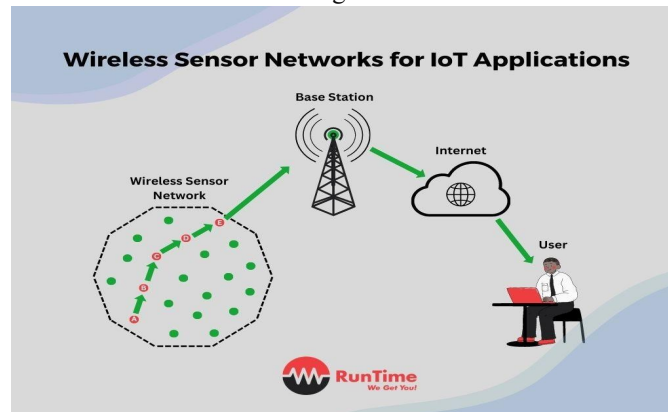 Wireless Sensor Networks for IoT Applications
Base Station
Internet
Wireless Sensor
Network
User
E
D
C
B
A
RunTime
We Get You!